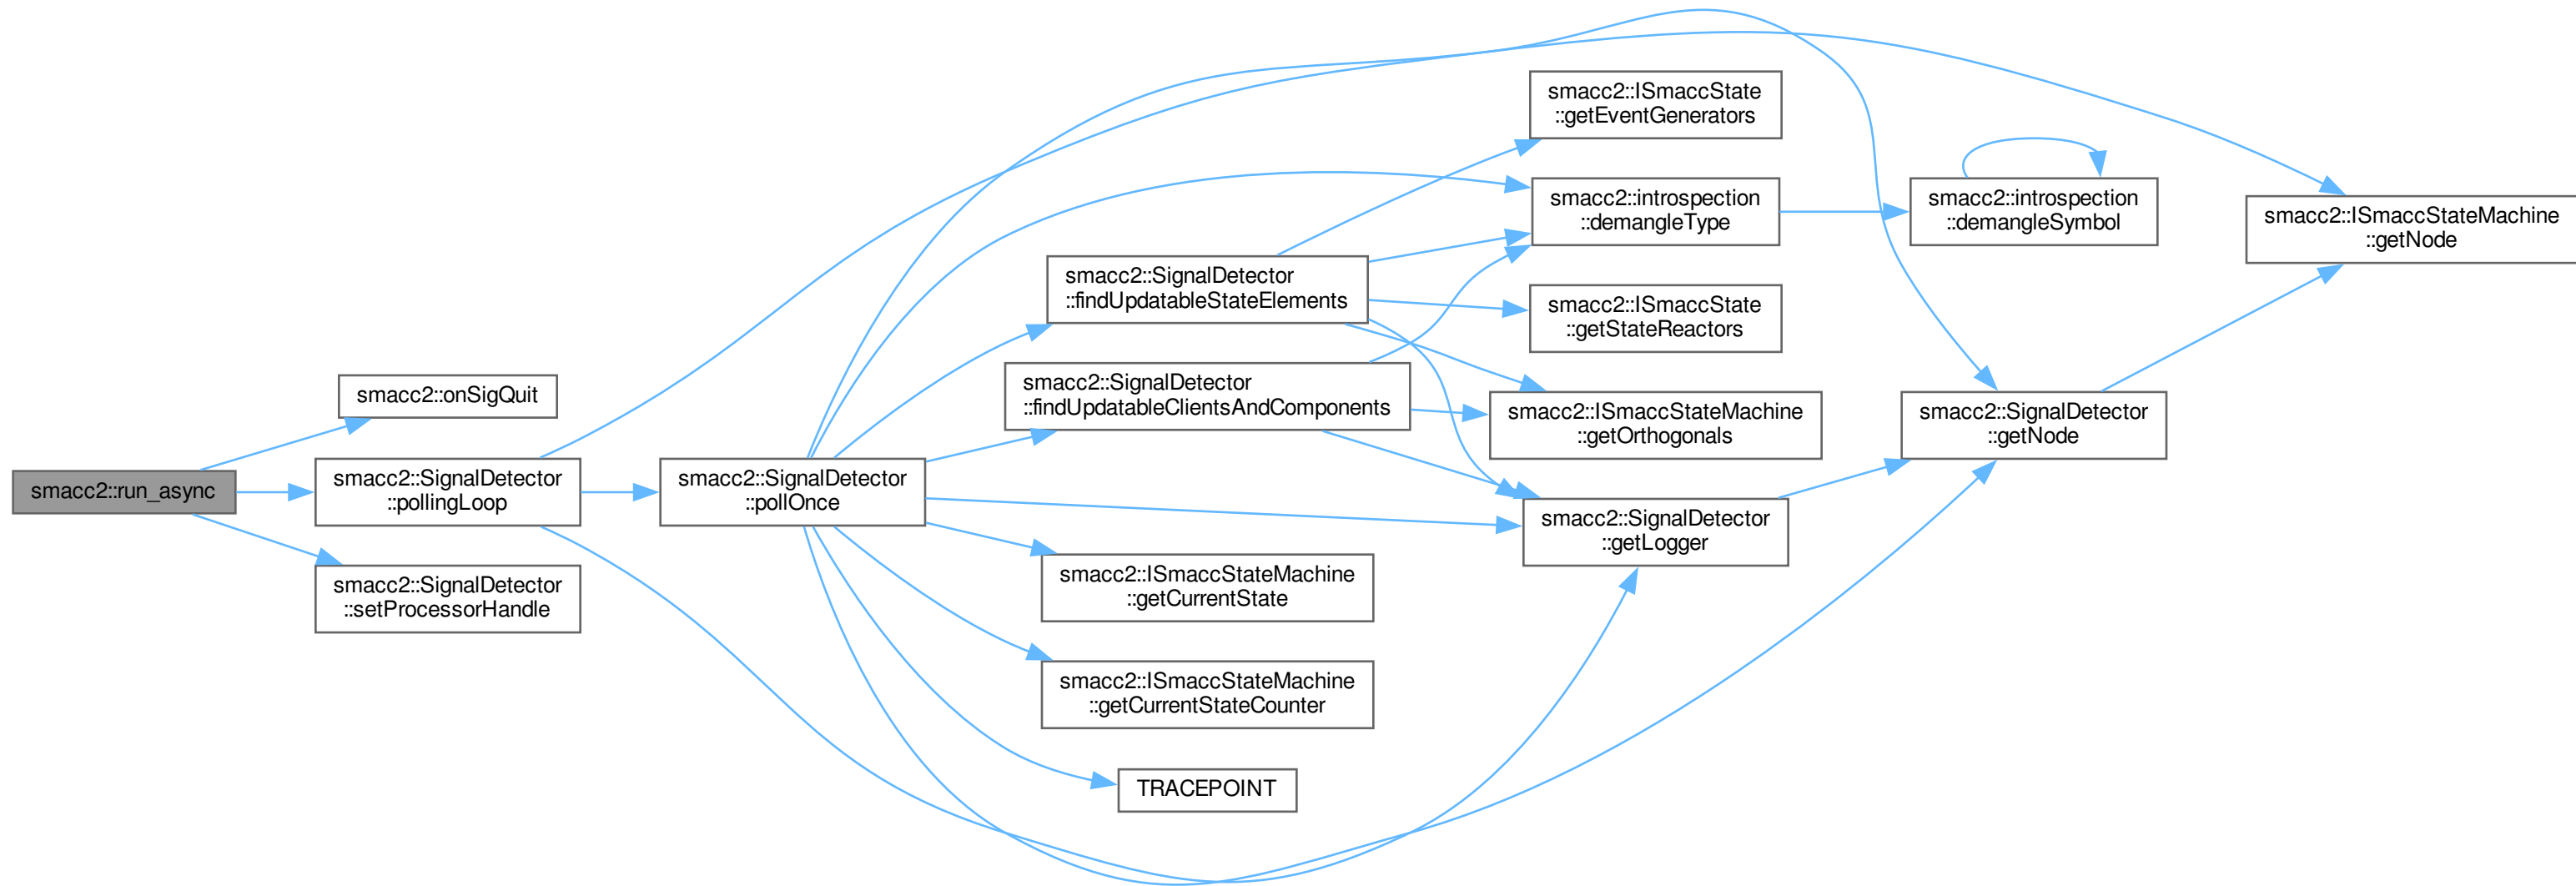 smacc2::run_async
smacc2::onSigQuit
smacc2::SignalDetector
::pollingLoop
smacc2::SignalDetector
::setProcessorHandle
smacc2::SignalDetector
::pollOnce
smacc2::SignalDetector
::findUpdatableStateElements
smacc2::SignalDetector
::findUpdatableClientsAndComponents
smacc2::ISmaccStateMachine
::getCurrentState
smacc2::ISmaccStateMachine
::getCurrentStateCounter
TRACEPOINT
smacc2::ISmaccState
::getEventGenerators
smacc2::introspection
::demangleType
smacc2::ISmaccState
::getStateReactors
smacc2::ISmaccStateMachine
::getOrthogonals
smacc2::SignalDetector
::getLogger
smacc2::introspection
::demangleSymbol
smacc2::SignalDetector
::getNode
smacc2::ISmaccStateMachine
::getNode